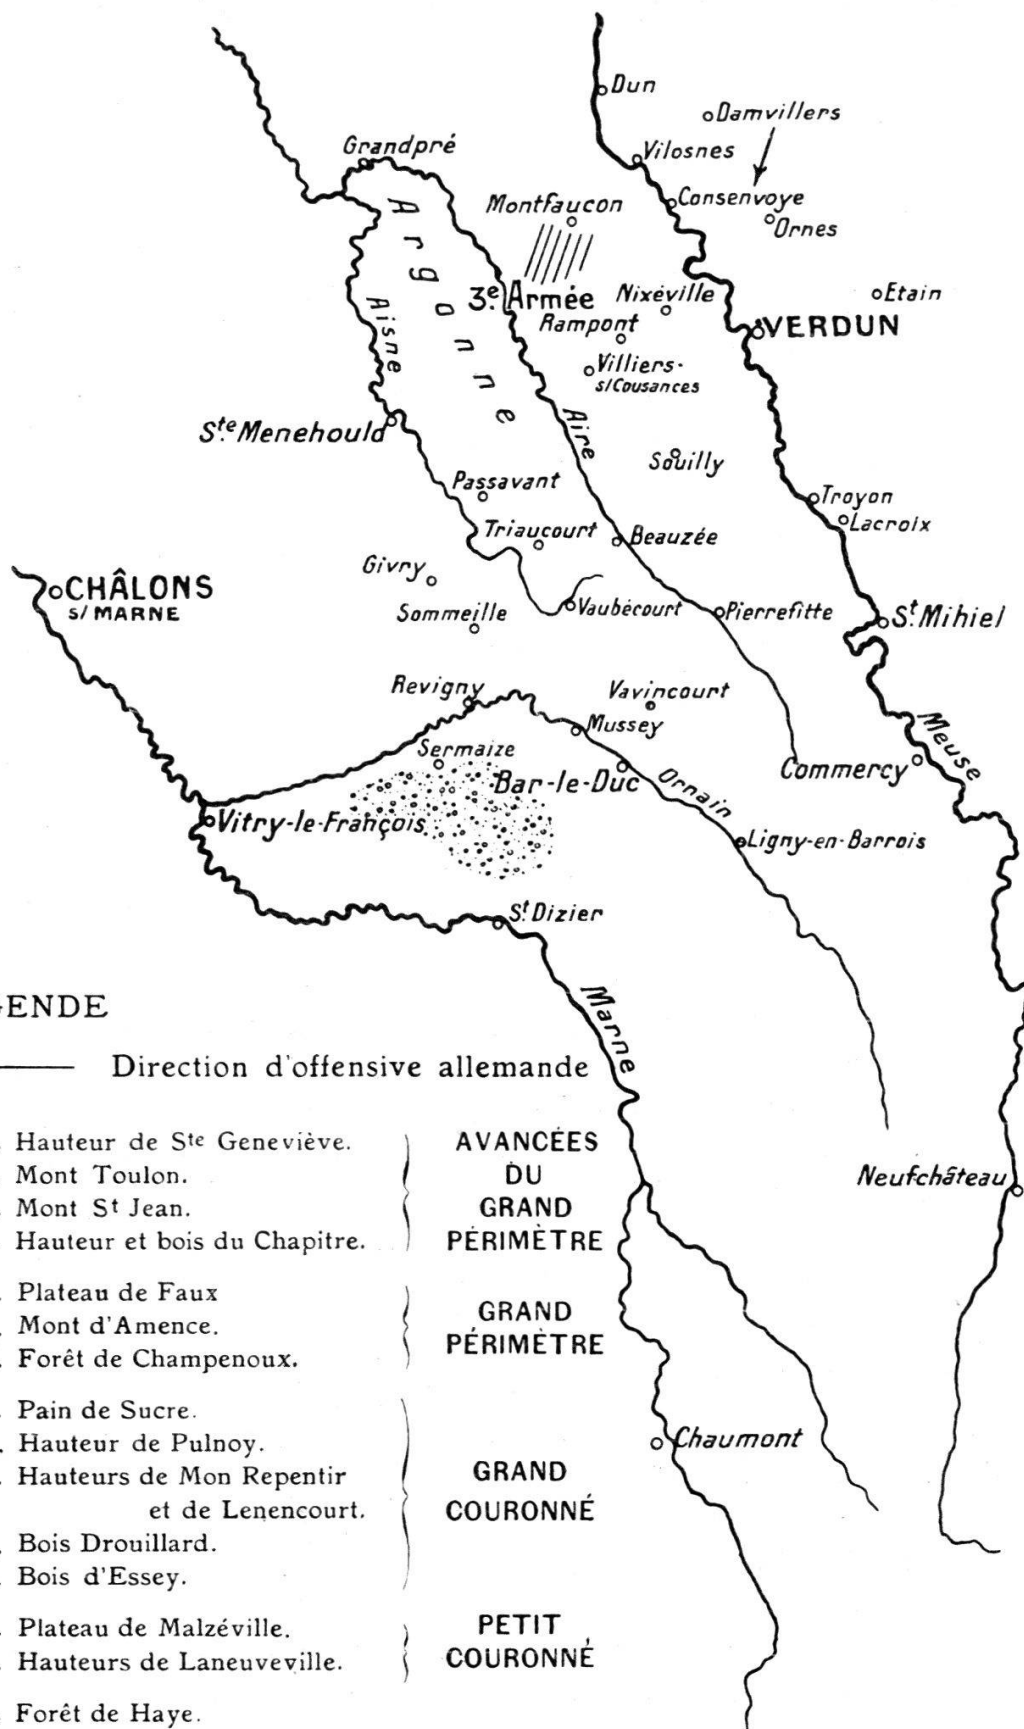 Dun
Damvillers
Grandpré
Vilosnes
Montfaucon
Consenvoye
Ornes
Argonne
3e. Armée
Nixéville
Etain
Aisne
Rampont
VERDUN
Villiers-
s/Cousances
Ste Menehould
Aire
Souilly
Passavant
Troyon
Lacroix
Triaucourt
Beauzée
Givry
CHÂLONS
s/ MARNE
Sommeille
Vaubécourt
Pierrefitte
St. Mihiel
Revigny
Vavincourt
Mussey
Meuse
Sermaize
Bar-le-Duc
Ornain
Commercy
Vitry-le-François
Ligny-en-Barrois
St. Dizier
Marne
GENDE
Direction d'offensive allemande
Hauteur de Ste Geneviève.
Mont Toulon.
Mont St Jean.
Hauteur et bois du Chapitre.
AVANCÉES
DU
GRAND
PÉRIMÈTRE
Neufchâteau
Plateau de Faux
Mont d'Amence.
Forêt de Champenoux.
GRAND
PÉRIMÈTRE
Pain de Sucre.
Hauteur de Pulnoy.
Hauteurs de Mon Repentir
et de Lenencourt.
Bois Drouillard.
Bois d'Essey.
GRAND
COURONNÉ
Chaumont
Plateau de Malzéville.
Hauteurs de Laneuveville.
PETIT
COURONNÉ
Forêt de Haye.